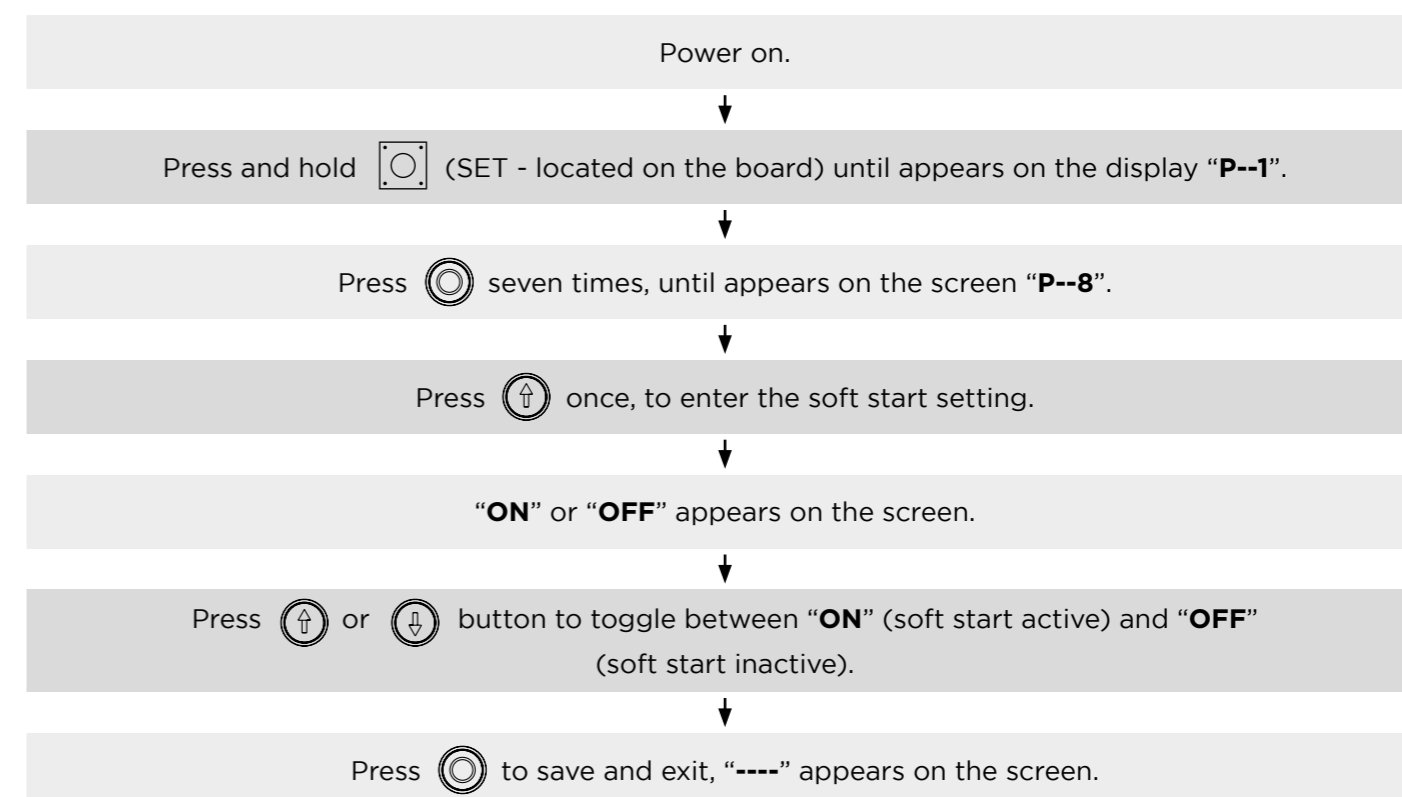 Power on.
Press and hold (SET - located on the board) until appears on the display “P--1”.
Press seven times, until appears on the screen “P--8”.
Press once, to enter the soft start setting.
“ON” or “OFF” appears on the screen.
Press or button to toggle between “ON” (soft start active) and “OFF”
(soft start inactive).
Press to save and exit, “----” appears on the screen.